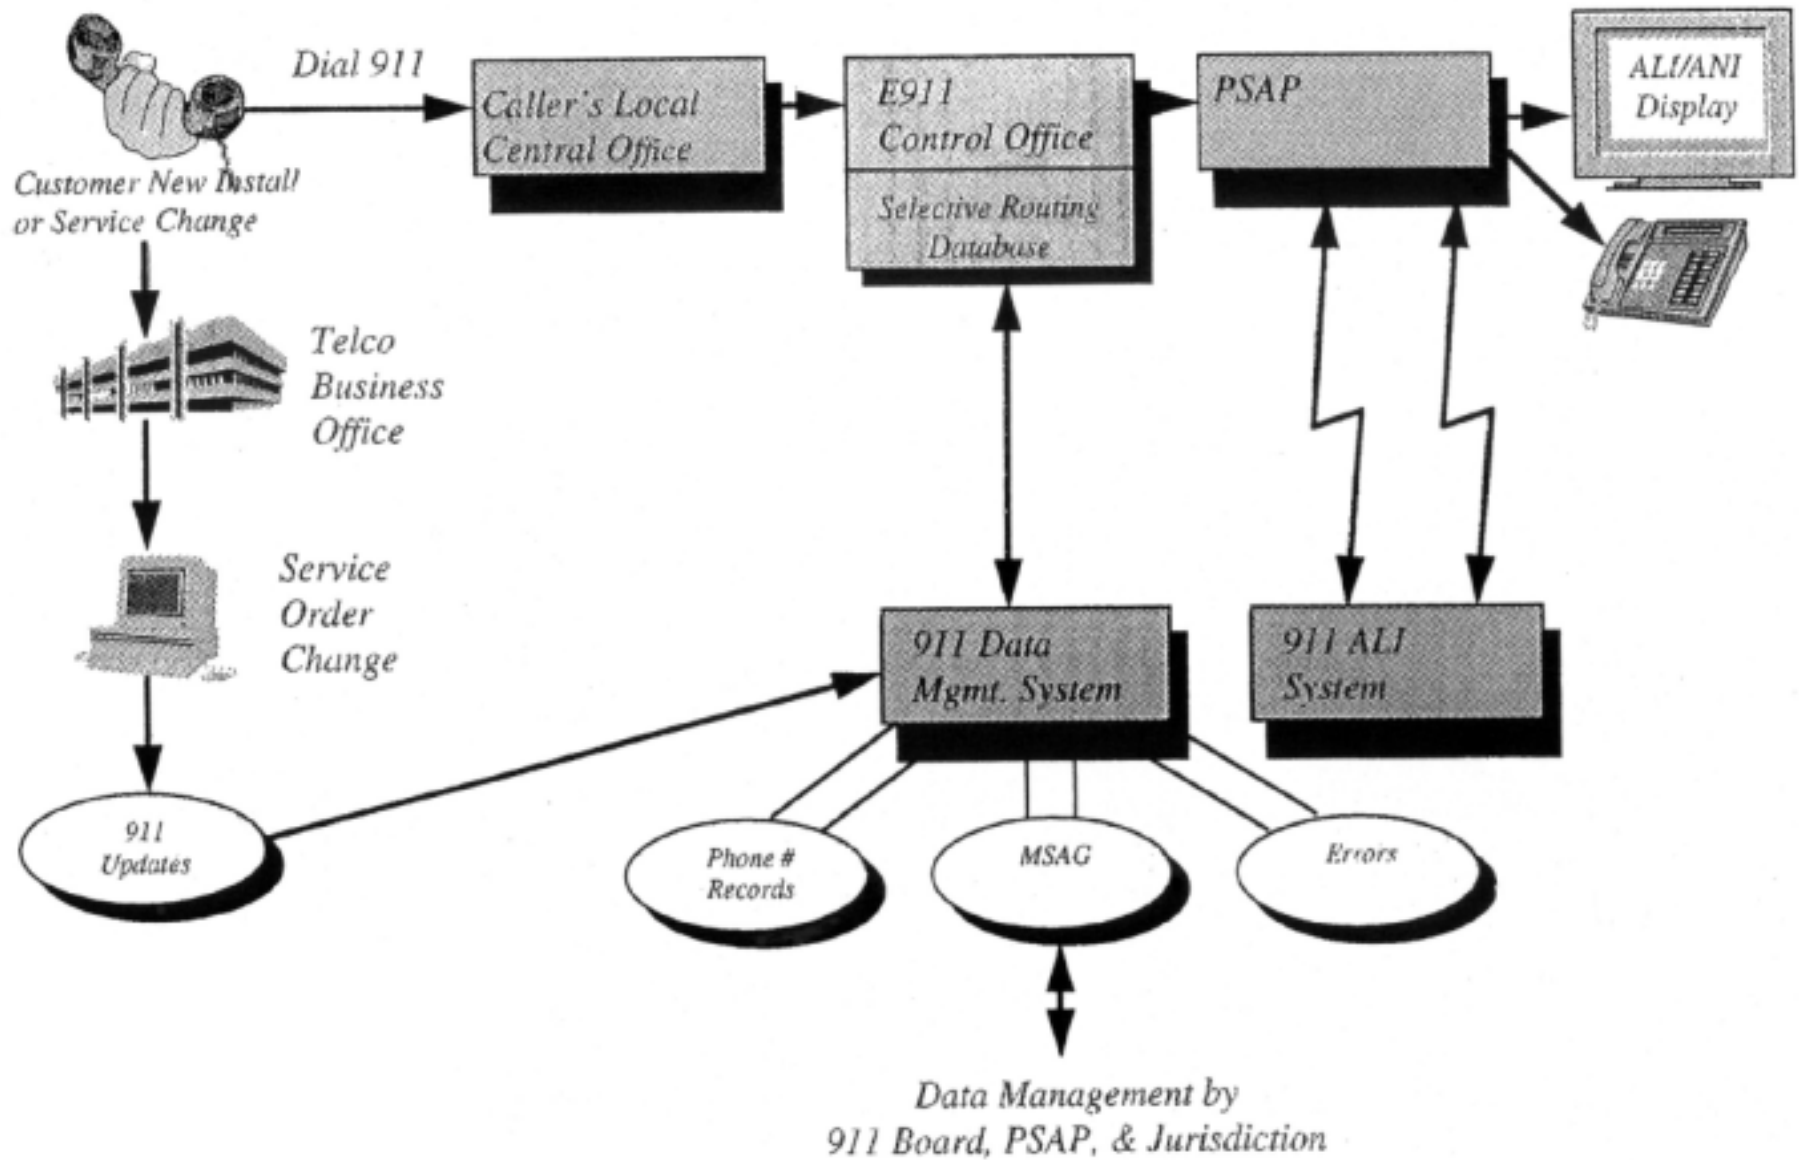 Dial 911
Caller's Local
Central Office
E911
Control Office
Selective Routing
Database
PSAP
ALI/ANI
Display
Customer New Install
or Service Change
Telco
Business
Office
Service
Order
Change
911
Updates
911 Data
Mgmt. System
911 ALI
System
Phone #
Records
MSAG
Errors
Data Management by
911 Board, PSAP, & Jurisdiction